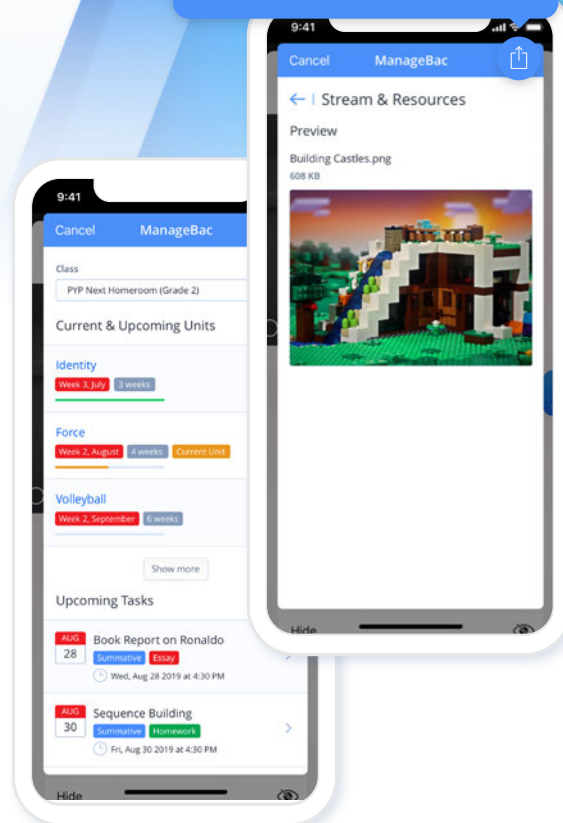 9:41
Cancel ManageBac
Stream & Resources
Preview
Building Castles.png
608 KB
Hide
9:41
Cancel ManageBac
Class
PYP Next Homeroom (Grade 2)
Current & Upcoming Units
Identity
Week 3, July 3 weeks
Force
Week 2, August 4 weeks Current Unit
Volleyball
Week 2, September 6 weeks
Show more
Upcoming Tasks
AUG 28 Book Report on Ronaldo
Summative Essay
Wed, Aug 28 2019 at 4:30 PM
AUG 30 Sequence Building
Summative Homework
Fri, Aug 30 2019 at 4:30 PM
Hide